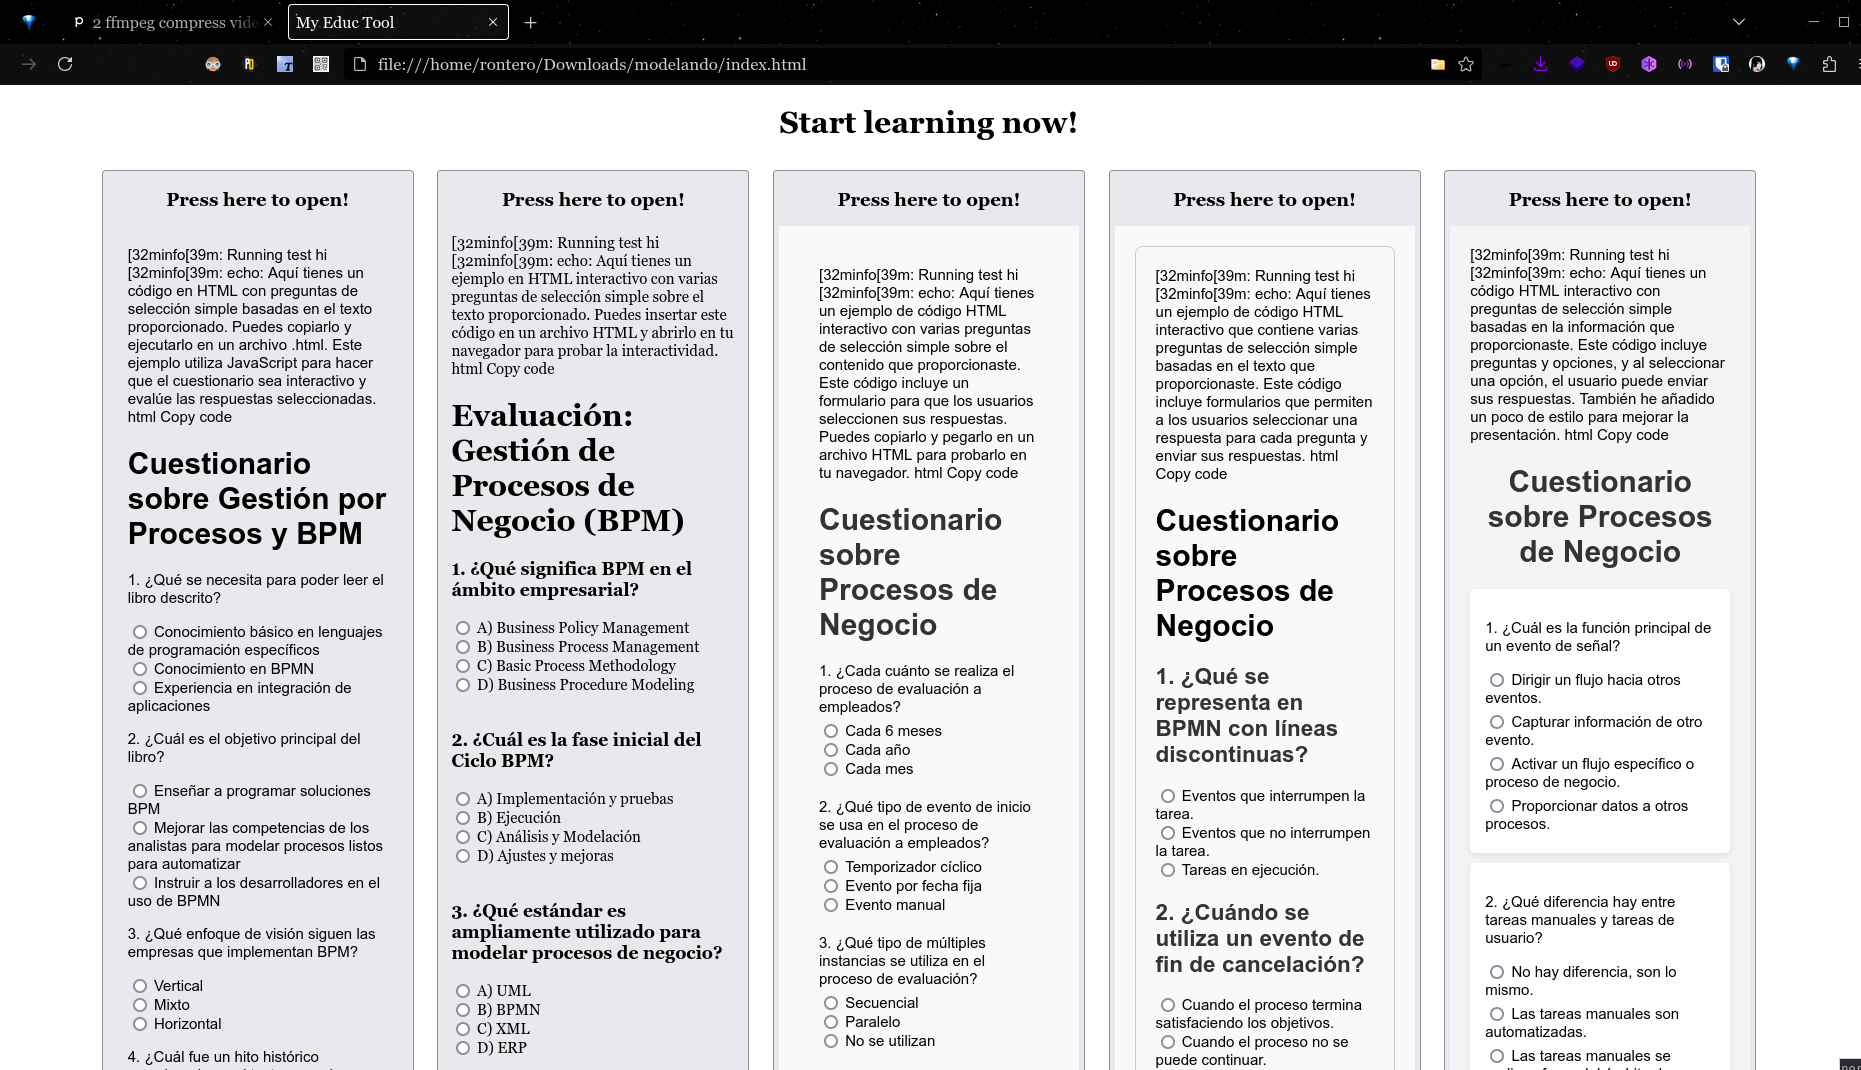 2 ffmpeg compress vide
My Educ Tool
file:///home/rontero/Downloads/modelando/index.html
Start learning now!
Press here to open!
[32minfo[39m: Running test hi
[32minfo[39m: echo: Aquí tienes un
código en HTML con preguntas de
selección simple basadas en el texto
proporcionado. Puedes copiarlo y
ejecutarlo en un archivo .html. Este
ejemplo utiliza JavaScript para hacer
que el cuestionario sea interactivo y
evalúe las respuestas seleccionadas.
html Copy code
Cuestionario
sobre Gestión por
Procesos y BPM
1. ¿Qué se necesita para poder leer el
libro descrito?
Conocimiento básico en lenguajes
de programación específicos
Conocimiento en BPMN
Experiencia en integración de
aplicaciones
2. ¿Cuál es el objetivo principal del
libro?
Enseñar a programar soluciones
BPM
Mejorar las competencias de los
analistas para modelar procesos listos
para automatizar
Instruir a los desarrolladores en el
uso de BPMN
3. ¿Qué enfoque de visión siguen las
empresas que implementan BPM?
Vertical
Mixto
Horizontal
4. ¿Cuál fue un hito histórico
Press here to open!
[32minfo[39m: Running test hi
[32minfo[39m: echo: Aquí tienes un
ejemplo en HTML interactivo con varias
preguntas de selección simple sobre el
texto proporcionado. Puedes insertar este
código en un archivo HTML y abrirlo en tu
navegador para probar la interactividad.
html Copy code
Evaluación:
Gestión de
Procesos de
Negocio (BPM)
1. ¿Qué significa BPM en el
ámbito empresarial?
A) Business Policy Management
B) Business Process Management
C) Basic Process Methodology
D) Business Procedure Modeling
2. ¿Cuál es la fase inicial del
Ciclo BPM?
A) Implementación y pruebas
B) Ejecución
C) Análisis y Modelación
D) Ajustes y mejoras
3. ¿Qué estándar es
ampliamente utilizado para
modelar procesos de negocio?
A) UML
B) BPMN
C) XML
D) ERP
Press here to open!
[32minfo[39m: Running test hi
[32minfo[39m: echo: Aquí tienes
un ejemplo de código HTML
interactivo con varias preguntas
de selección simple sobre el
contenido que proporcionaste.
Este código incluye un
formulario para que los usuarios
seleccionen sus respuestas.
Puedes copiarlo y pegarlo en un
archivo HTML para probarlo en
tu navegador. html Copy code
Cuestionario
sobre
Procesos de
Negocio
1. ¿Cada cuánto se realiza el
proceso de evaluación a
empleados?
Cada 6 meses
Cada año
Cada mes
2. ¿Qué tipo de evento de inicio
se usa en el proceso de
evaluación a empleados?
Temporizador cíclico
Evento por fecha fija
Evento manual
3. ¿Qué tipo de múltiples
instancias se utiliza en el
proceso de evaluación?
Secuencial
Paralelo
No se utilizan
Press here to open!
[32minfo[39m: Running test hi
[32minfo[39m: echo: Aquí tienes
un ejemplo de código HTML
interactivo que contiene varias
preguntas de selección simple
basadas en el texto que
proporcionaste. Este código
incluye formularios que permiten
a los usuarios seleccionar una
respuesta para cada pregunta y
enviar sus respuestas. html
Copy code
Cuestionario
sobre
Procesos de
Negocio
1. ¿Qué se
representa en
BPMN con líneas
discontinuas?
Eventos que interrumpen la
tarea.
Eventos que no interrumpen
la tarea.
Tareas en ejecución.
2. ¿Cuándo se
utiliza un evento de
fin de cancelación?
Cuando el proceso termina
satisfaciendo los objetivos.
Cuando el proceso no se
puede continuar.
Press here to open!
[32minfo[39m: Running test hi
[32minfo[39m: echo: Aquí tienes un
código HTML interactivo con
preguntas de selección simple
basadas en la información que
proporcionaste. Este código incluye
preguntas y opciones, y al seleccionar
una opción, el usuario puede enviar
sus respuestas. También he añadido
un poco de estilo para mejorar la
presentación. html Copy code
Cuestionario
sobre Procesos
de Negocio
1. ¿Cuál es la función principal de
un evento de señal?
Dirigir un flujo hacia otros
eventos.
Capturar información de otro
evento.
Activar un flujo específico o
proceso de negocio.
Proporcionar datos a otros
procesos.
2. ¿Qué diferencia hay entre
tareas manuales y tareas de
usuario?
No hay diferencia, son lo
mismo.
Las tareas manuales son
automatizadas.
Las tareas manuales se